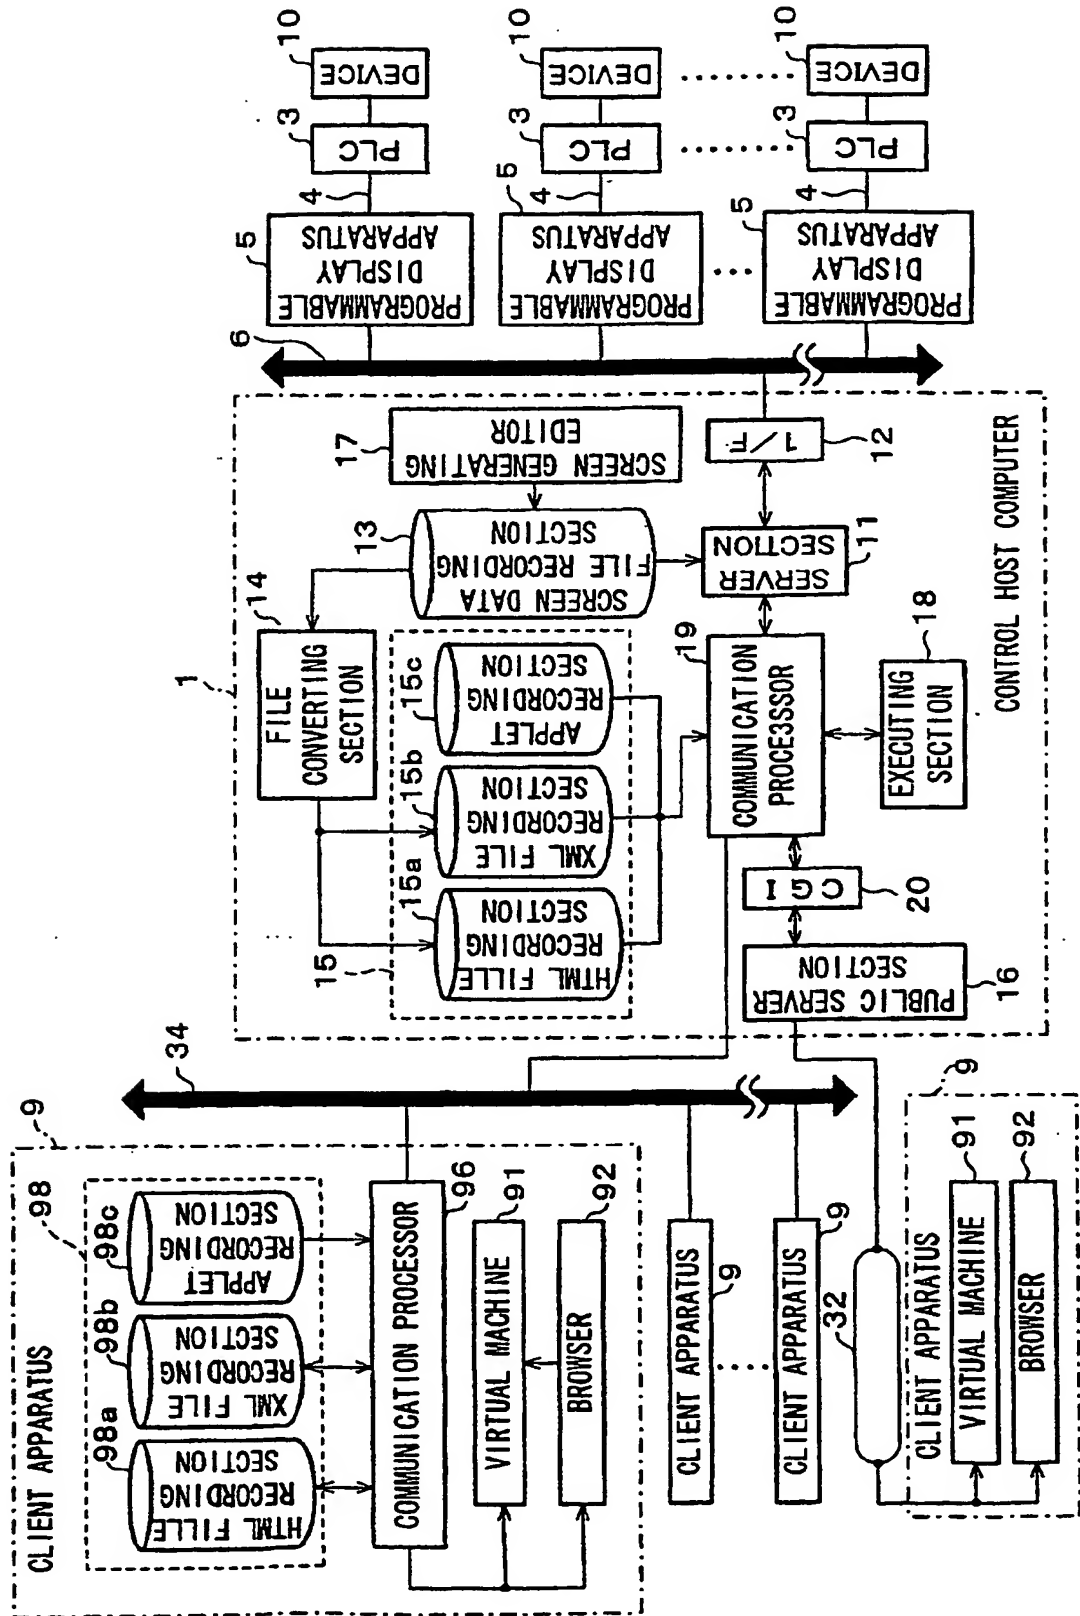 CLIENT APPARATUS
9
98
98a
HTML FILLE
RECORDING
SECTION
98b
XML FILE
RECORDING
SECTION
98c
APPLET
RECORDING
SECTION
COMMUNICATION PROCESSOR
96
VIRTUAL MACHINE
91
BROWSER
92
34
CLIENT APPARATUS
9
CLIENT APPARATUS
9
32
CLIENT APPARATUS
9
VIRTUAL MACHINE
91
BROWSER
92
1
FILE
CONVERTING
SECTION
14
15
15a
HTML FILLE
RECORDING
SECTION
15b
XML FILE
RECORDING
SECTION
15c
APPLET
RECORDING
SECTION
13
SCREEN DATA
FILE RECORDING
SECTION
17
SCREEN GENERATING
EDITOR
PUBLIC SERVER
SECTION
16
CGI
20
COMMUNICATION
PROCESSOR
19
SERVER
SECTION
11
I/F
12
EXECUTING
SECTION
18
CONTROL HOST COMPUTER
6
PROGRAMMABLE
DISPLAY
APPARATUS
5
4
PLC
3
DEVICE
10
PROGRAMMABLE
DISPLAY
APPARATUS
5
4
PLC
3
DEVICE
10
PROGRAMMABLE
DISPLAY
APPARATUS
5
4
PLC
3
DEVICE
10